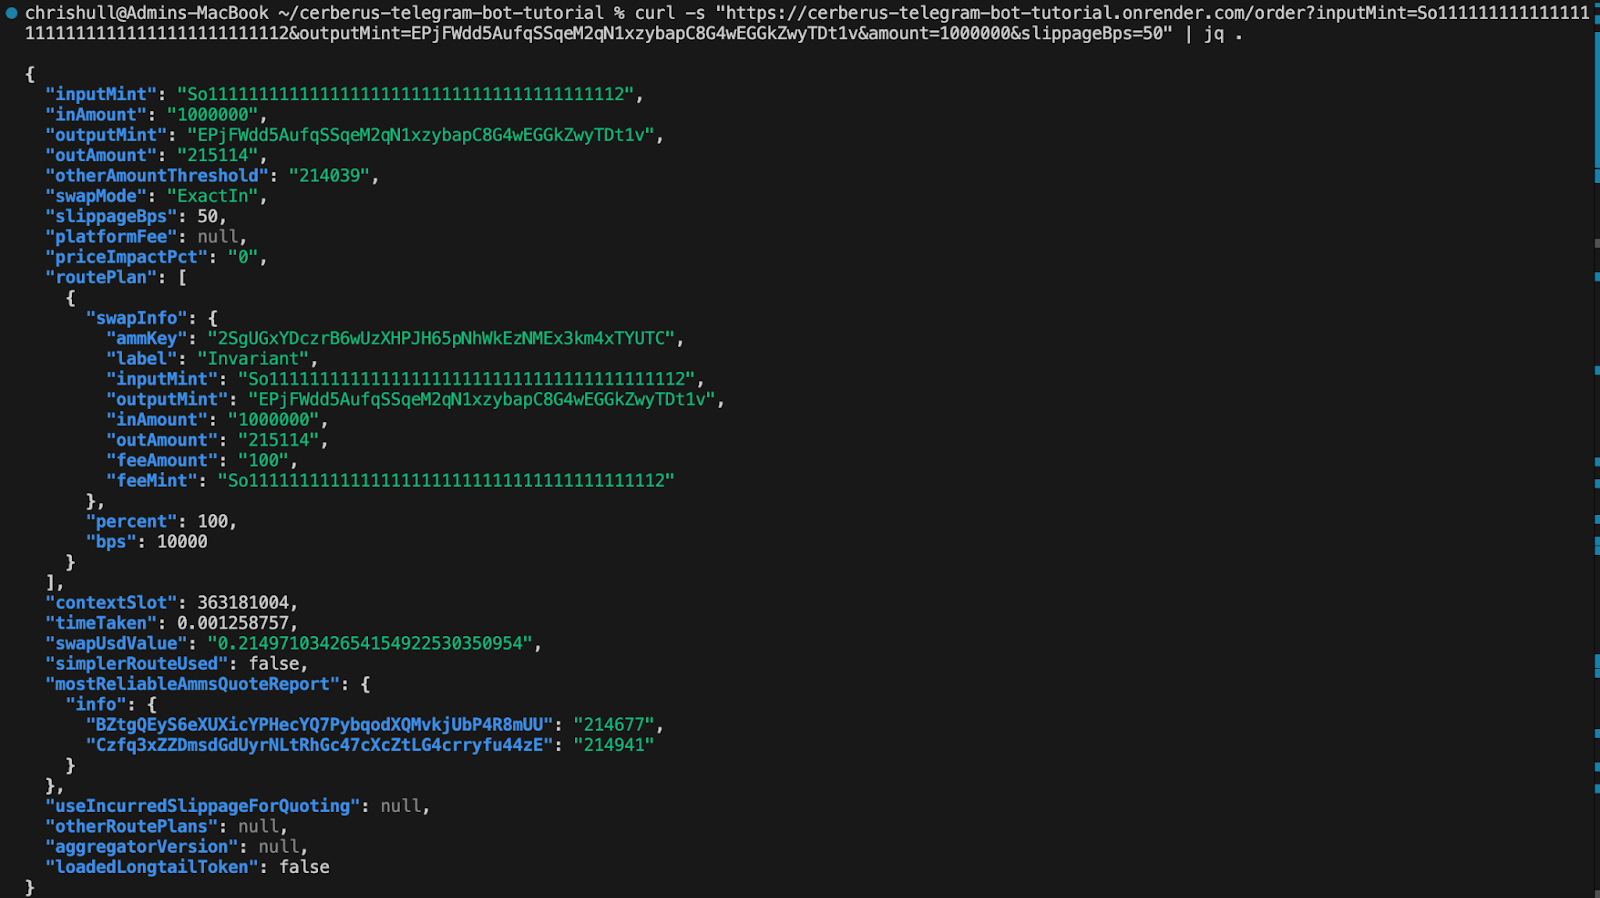 chrishull@Admins-MacBook ~/cerberus-telegram-bot-tutorial % curl -s "https://cerberus-telegram-bot-tutorial.onrender.com/order?inputMint=So11111111111111111
11111111111111111111111112&outputMint=EPjFWdd5AufqSSqeM2qN1xzybapC8G4wEGGkZwyTDt1v&amount=1000000&slippageBps=50" | jq .
{
"inputMint": "So11111111111111111111111111111111111111112",
"inAmount": "1000000",
"outputMint": "EPjFWdd5AufqSSqeM2qN1xzybapC8G4wEGGkZwyTDt1v",
"outAmount": "215114",
"otherAmountThreshold": "214039",
"swapMode": "ExactIn",
"slippageBps": 50,
"platformFee": null,
"priceImpactPct": "0",
"routePlan": [
{
"swapInfo": {
"ammKey": "2SgUGxYDczrB6wUzXHPJH65pNhWkEzNMEx3km4xTYUTC",
"label": "Invariant",
"inputMint": "So11111111111111111111111111111111111111112",
"outputMint": "EPjFWdd5AufqSSqeM2qN1xzybapC8G4wEGGkZwyTDt1v",
"inAmount": "1000000",
"outAmount": "215114",
"feeAmount": "100",
"feeMint": "So11111111111111111111111111111111111111112"
},
"percent": 100,
"bps": 10000
}
],
"contextSlot": 363181004,
"timeTaken": 0.001258757,
"swapUsdValue": "0.2149710342654154922530350954",
"simplerRouteUsed": false,
"mostReliableAmmsQuoteReport": {
"info": {
"BZtgQEyS6eXUXicYPHecYQ7PybqodXQMvkjUbP4R8mUU": "214677",
"Czfq3xZZDmsdGdUyrNLtRhGc47cXcZtLG4crryfu44zE": "214941"
}
},
"useIncurredSlippageForQuoting": null,
"otherRoutePlans": null,
"aggregatorVersion": null,
"loadedLongtailToken": false
}